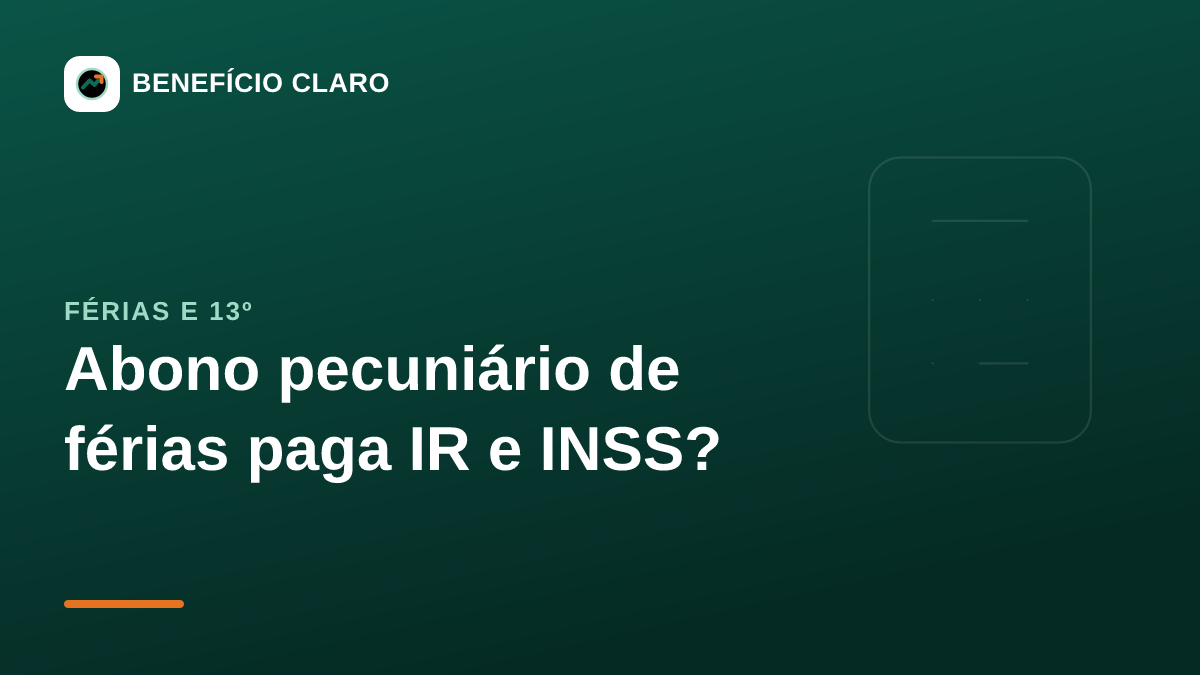 BENEFÍCIO CLARO
FÉRIAS E 13º
Abono pecuniário de
férias paga IR e INSS?